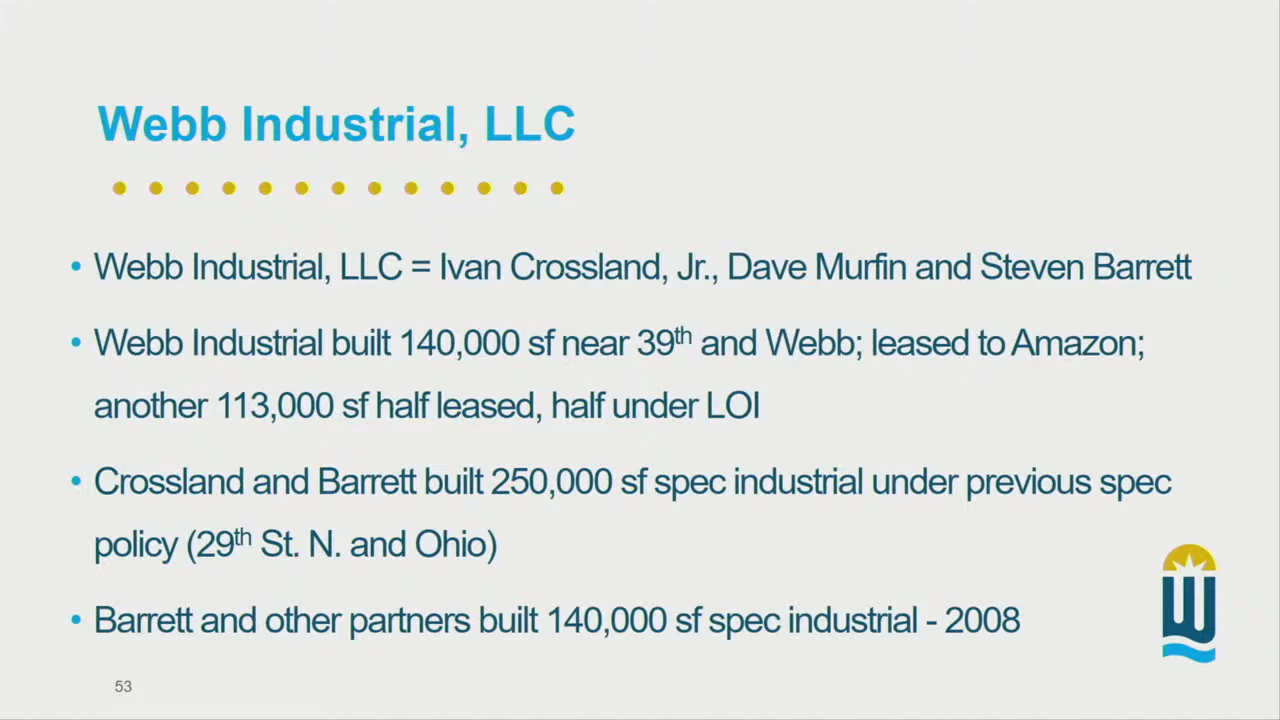 Webb Industrial, LLC
• Webb Industrial, LLC = Ivan Crossland, Jr., Dave Murfin and Steven Barrett
• Webb Industrial built 140,000 sf near 39th and Webb; leased to Amazon;
another 113,000 sf half leased, half under LOI
• Crossland and Barrett built 250,000 sf spec industrial under previous spec
policy (29th St. N. and Ohio)
• Barrett and other partners built 140,000 sf spec industrial - 2008
W
53